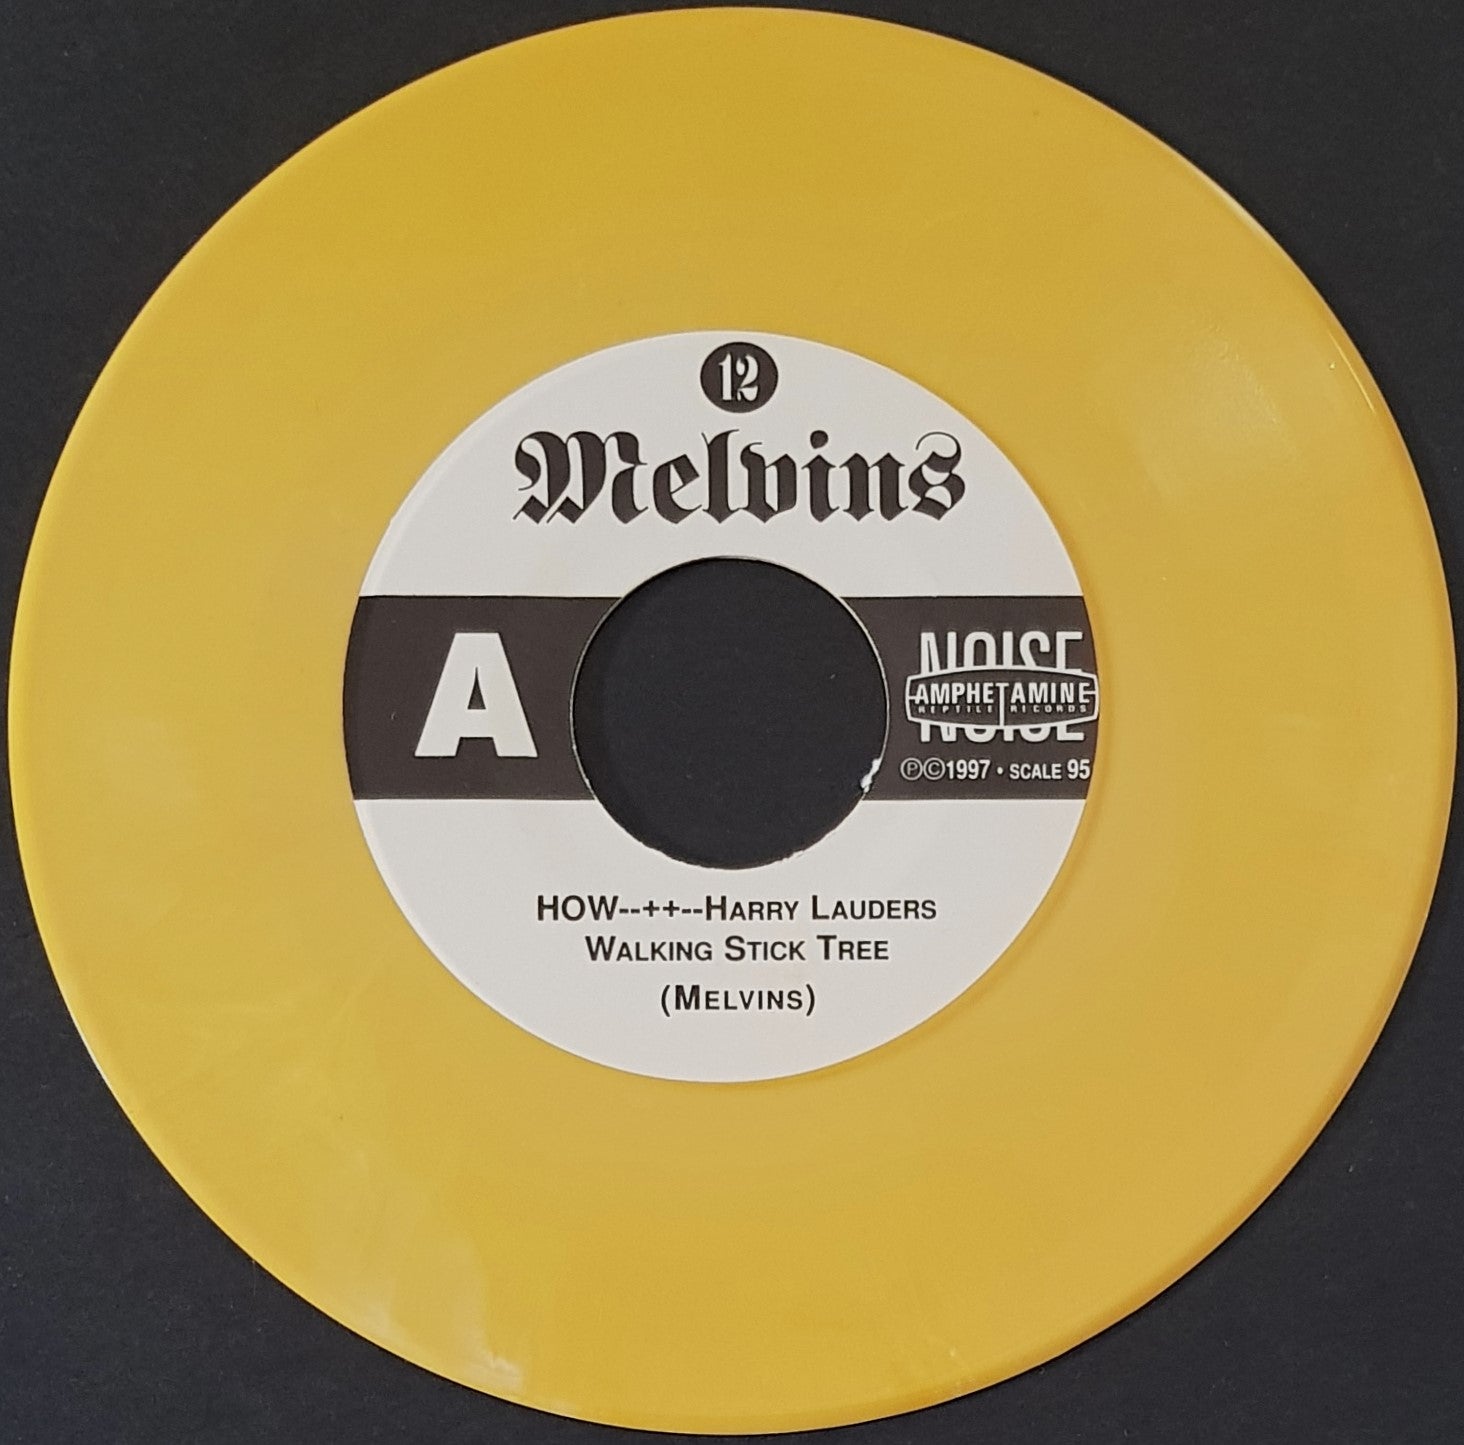 12
Melvins
A
NOISE
AMPHETAMINE
REPTILE RECORDS
NOISE
℗©1997 • SCALE 95
HOW--++--HARRY LAUDERS
WALKING STICK TREE
(MELVINS)